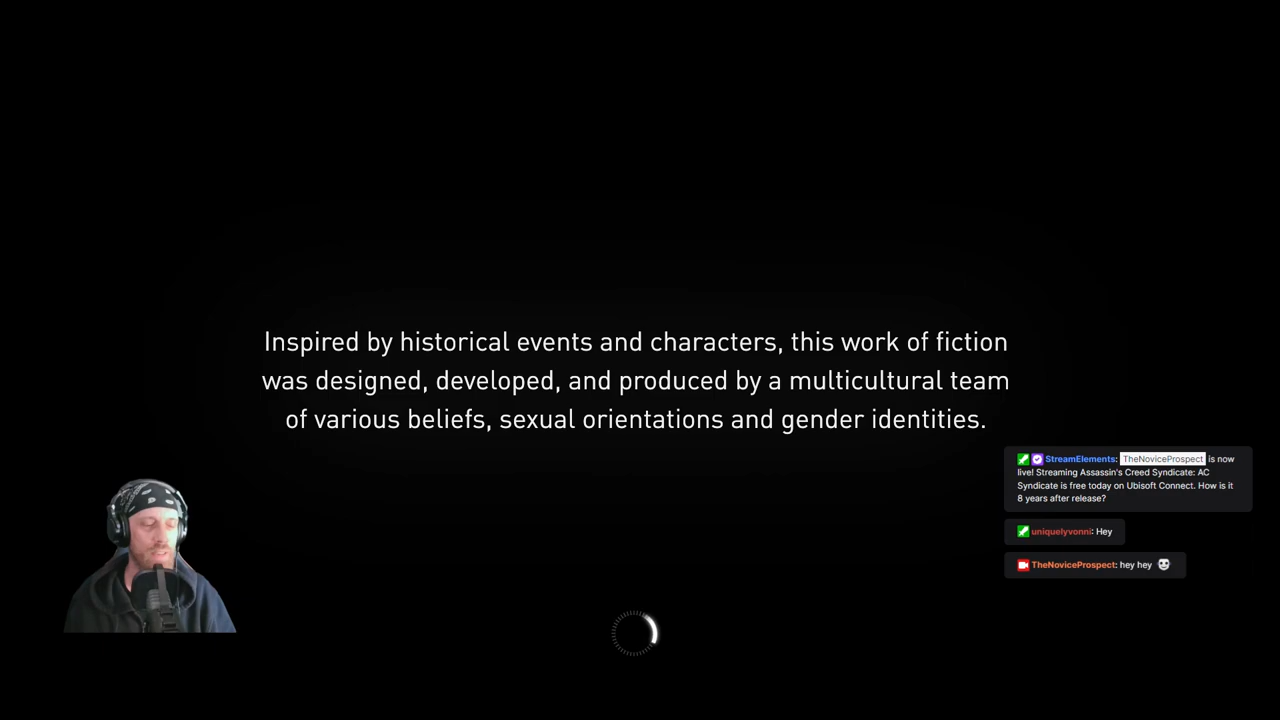 Inspired by historical events and characters, this work of fiction
was designed, developed, and produced by a multicultural team
of various beliefs, sexual orientations and gender identities.
StreamElements: TheNoviceProspect is now
live! Streaming Assassin's Creed Syndicate: AC
Syndicate is free today on Ubisoft Connect. How is it
8 years after release?
uniquelyvonni: Hey
TheNoviceProspect: hey hey